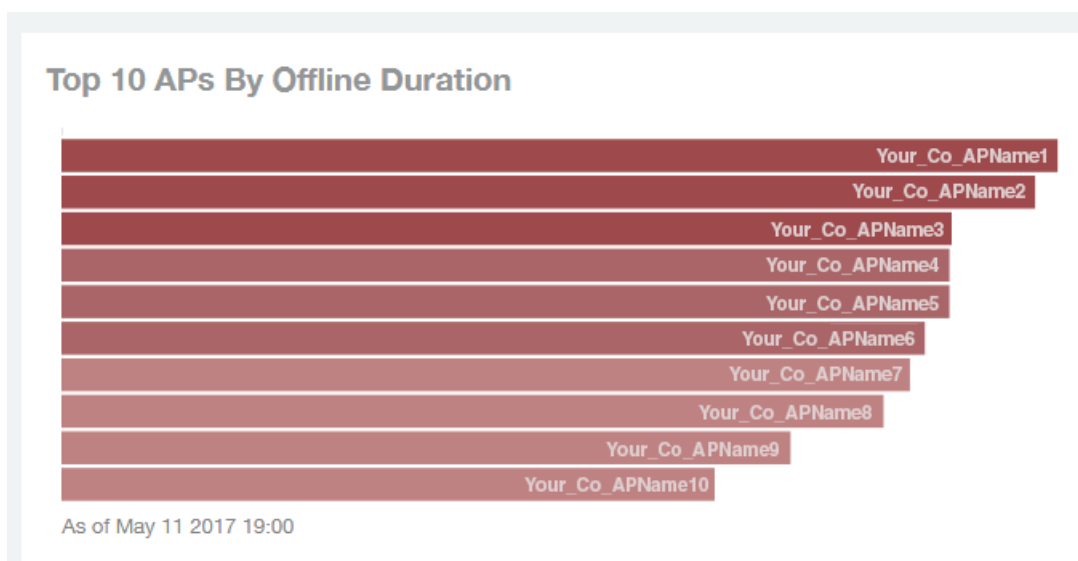 Top 10 APs By Offline Duration
Your_Co_APName1
Your_Co_APName2
Your_Co_APName3
Your_Co_APName4
Your_Co_APName5
Your_Co_APName6
Your_Co_APName7
Your_Co_APName8
Your_Co_APName9
Your_Co_APName10
As of May 11 2017 19:00